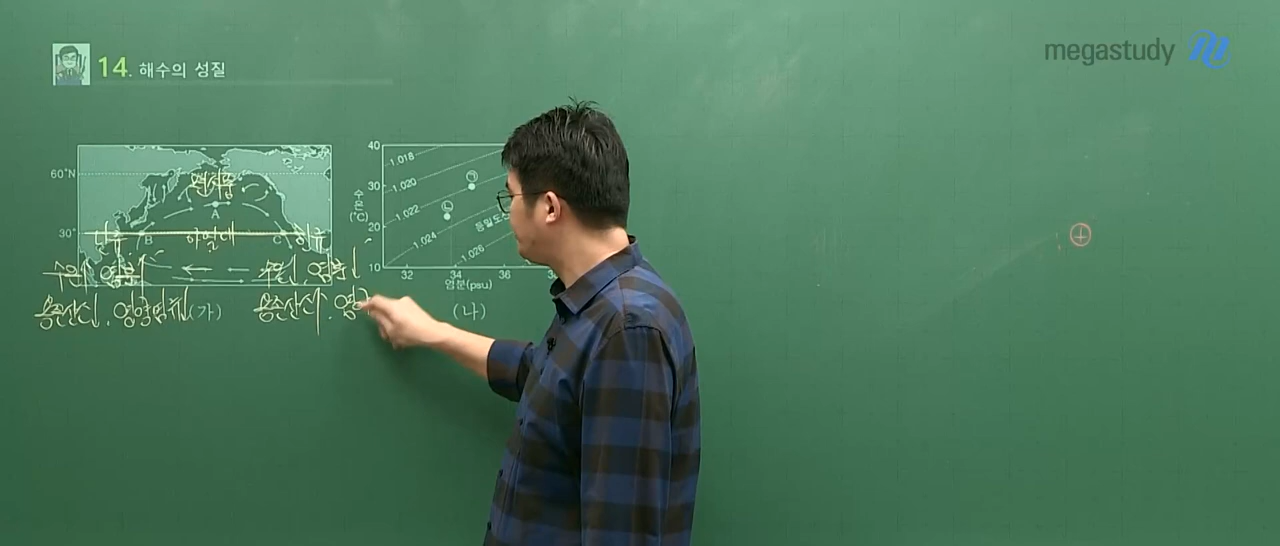 megastudy
14. 해수의 성질
60°N
30°
편서풍
A
B
C
난류
아열대
한류
수온↑ 염분↑
수온↓ 염분↓
용존산소↓, 영양염류↓
용존산소↑, 영
(가)
40
30
20
10
수온
(℃)
1.018
1.020
1.022
1.024
1.026
㉠
㉡
등밀도선
32
34
36
염분(psu)
(나)